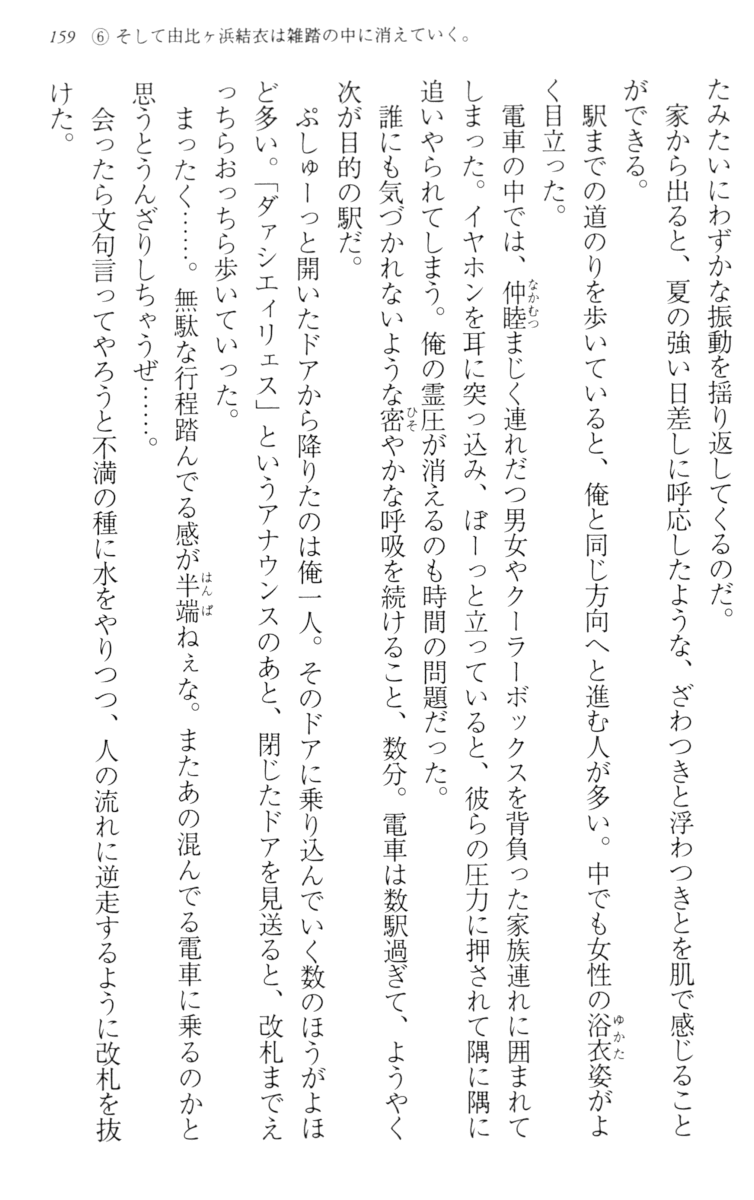 159 ⑥ そして由比ヶ浜結衣は雑踏の中に消えていく。
たみたいにわずかな振動を揺り返してくるのだ。
　家から出ると、夏の強い日差しに呼応したような、ざわつきと浮わつきとを肌で感じること
ができる。
　駅までの道のりを歩いていると、俺と同じ方向へと進む人が多い。中でも女性の浴衣姿がよ
く目立った。
　電車の中では、仲睦まじく連れだつ男女やクーラーボックスを背負った家族連れに囲まれて
しまった。イヤホンを耳に突っ込み、ぼーっと立っていると、彼らの圧力に押されて隅に隅に
追いやられてしまう。俺の霊圧が消えるのも時間の問題だった。
　誰にも気づかれないような密やかな呼吸を続けること、数分。電車は数駅過ぎて、ようやく
次が目的の駅だ。
　ぷしゅーっと開いたドアから降りたのは俺一人。そのドアに乗り込んでいく数のほうがよほ
ど多い。「ダァシエィリェス」というアナウンスのあと、閉じたドアを見送ると、改札までえ
っちらおっちら歩いていった。
　まったく……。無駄な行程踏んでる感が半端ねぇな。またあの混んでる電車に乗るのかと
思うとうんざりしちゃうぜ……。
　会ったら文句言ってやろうと不満の種に水をやりつつ、人の流れに逆走するように改札を抜
けた。